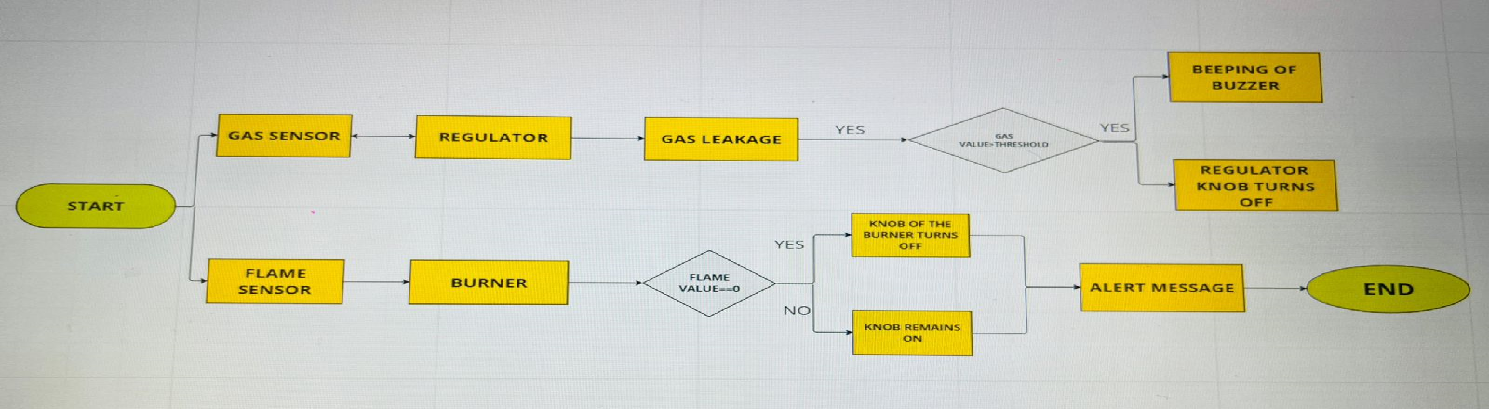 START
GAS SENSOR
REGULATOR
GAS LEAKAGE
YES
GAS
VALUE>THRESHOLD
YES
BEEPING OF
BUZZER
REGULATOR
KNOB TURNS
OFF
FLAME
SENSOR
BURNER
FLAME
VALUE==0
YES
KNOB OF THE
BURNER TURNS
OFF
NO
KNOB REMAINS
ON
ALERT MESSAGE
END